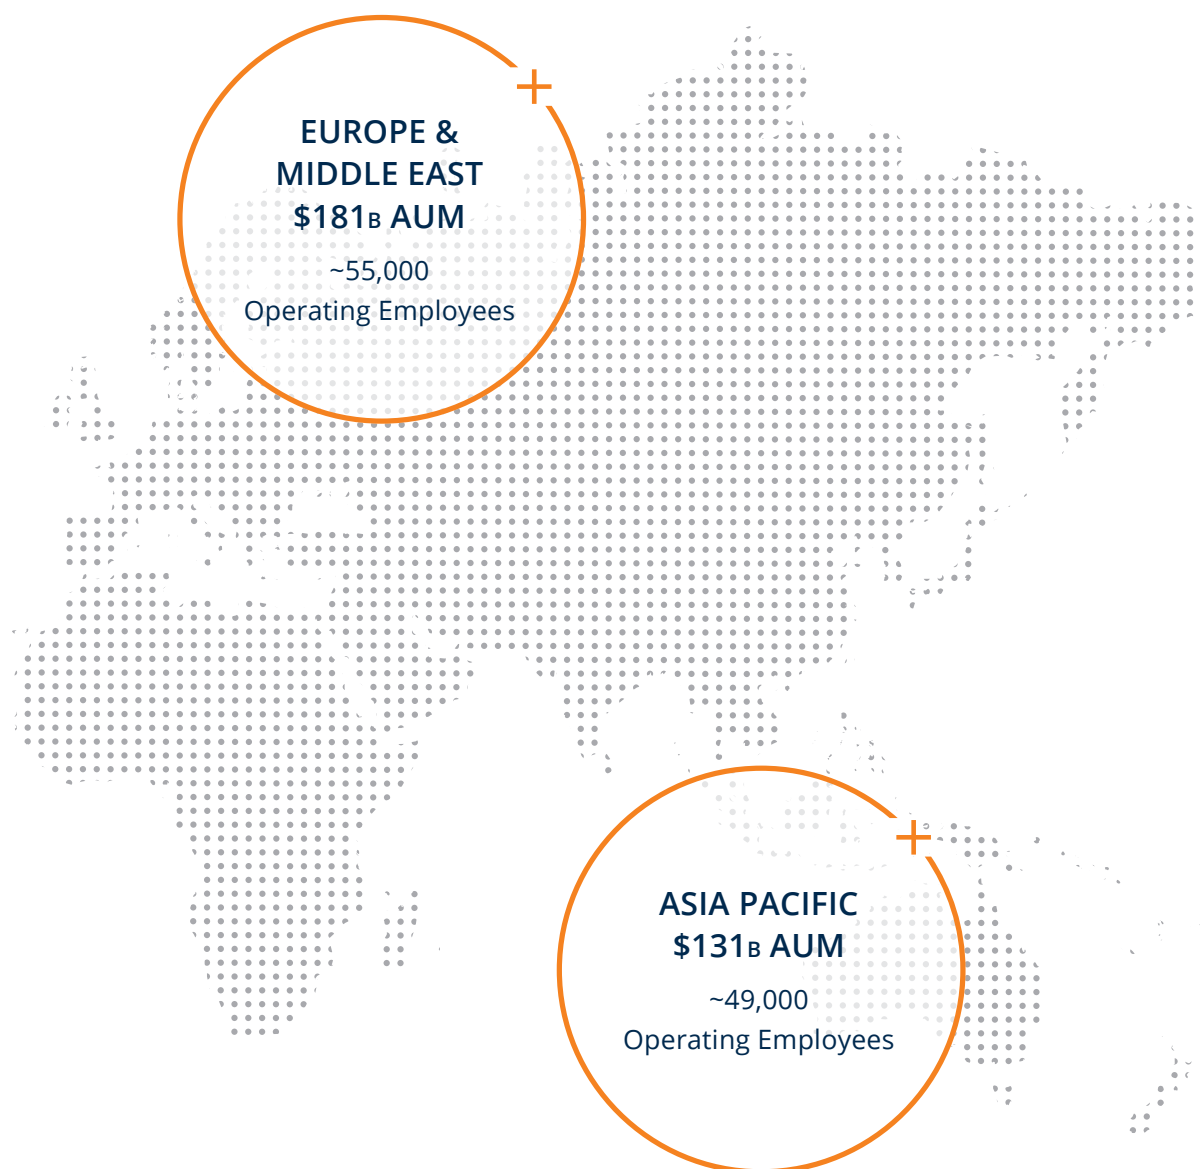 EUROPE &
MIDDLE EAST
$181B AUM
~55,000
Operating Employees
ASIA PACIFIC
$131B AUM
~49,000
Operating Employees